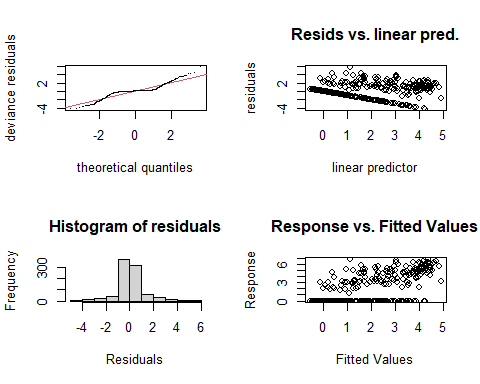 deviance residuals
-4
2
-2
0
2
theoretical quantiles
Resids vs. linear pred.
residuals
-4
2
0
1
2
3
4
5
linear predictor
Histogram of residuals
Frequency
0
300
-4
-2
0
2
4
6
Residuals
Response vs. Fitted Values
Response
0
3
6
0
1
2
3
4
5
Fitted Values